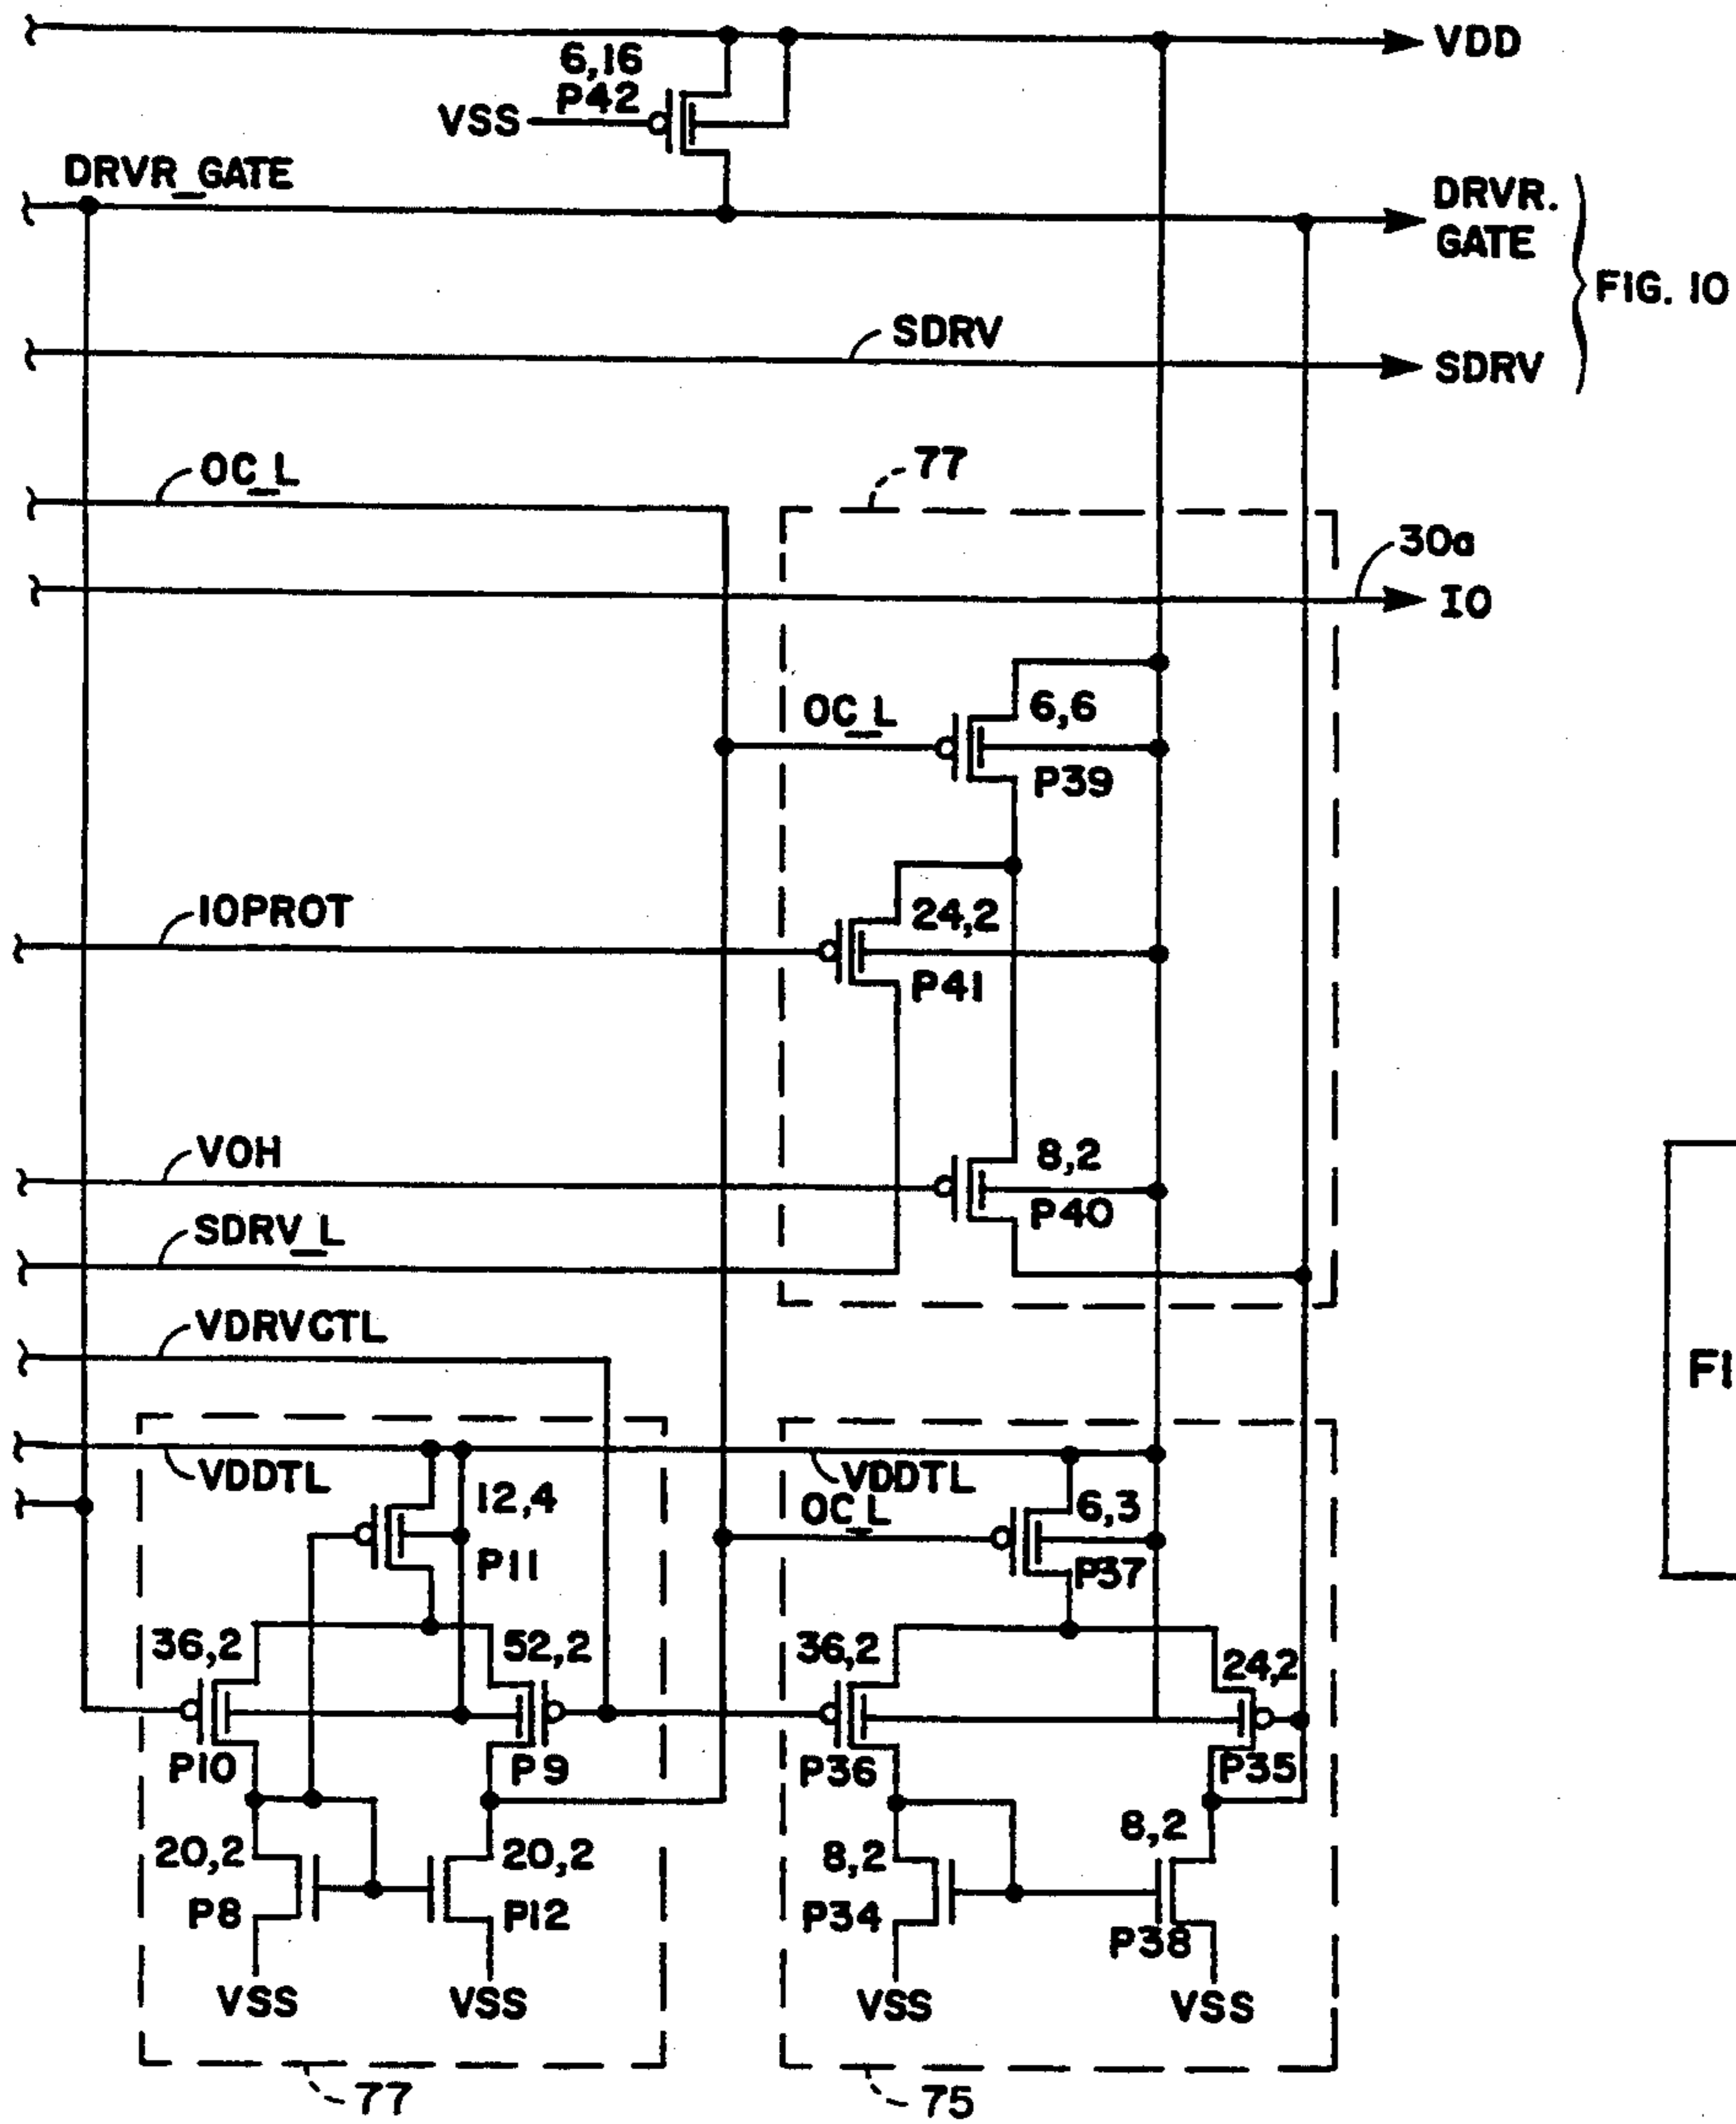 VDD
6,16
P42
VSS
DRVR_GATE
DRVR.
GATE
FIG. 10
SDRV
SDRV
OC_L
77
30a
IO
OC_L
6,6
P39
IOPROT
24,2
P41
VOH
8,2
P40
SDRV_L
VDRVCTL
VDDTL
VDDTL
12,4
P11
OC_L
6,3
P37
36,2
52,2
P10
P9
36,2
24,2
P36
P35
20,2
P8
20,2
P12
8,2
P34
8,2
P38
VSS
VSS
VSS
VSS
77
75
FI